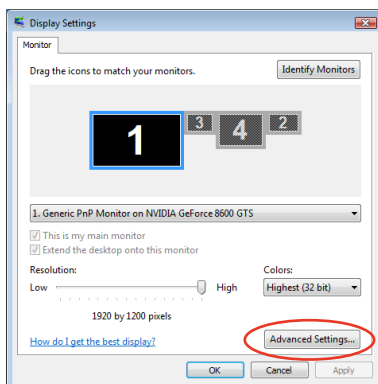 Display Settings
Monitor
Drag the icons to match your monitors.
Identify Monitors
1 3 4 2
1. Generic PnP Monitor on NVIDIA GeForce 8600 GTS
This is my main monitor
Extend the desktop onto this monitor
Resolution: Colors:
Low High Highest (32 bit)
1920 by 1200 pixels
How do I get the best display? Advanced Settings...
OK Cancel Apply